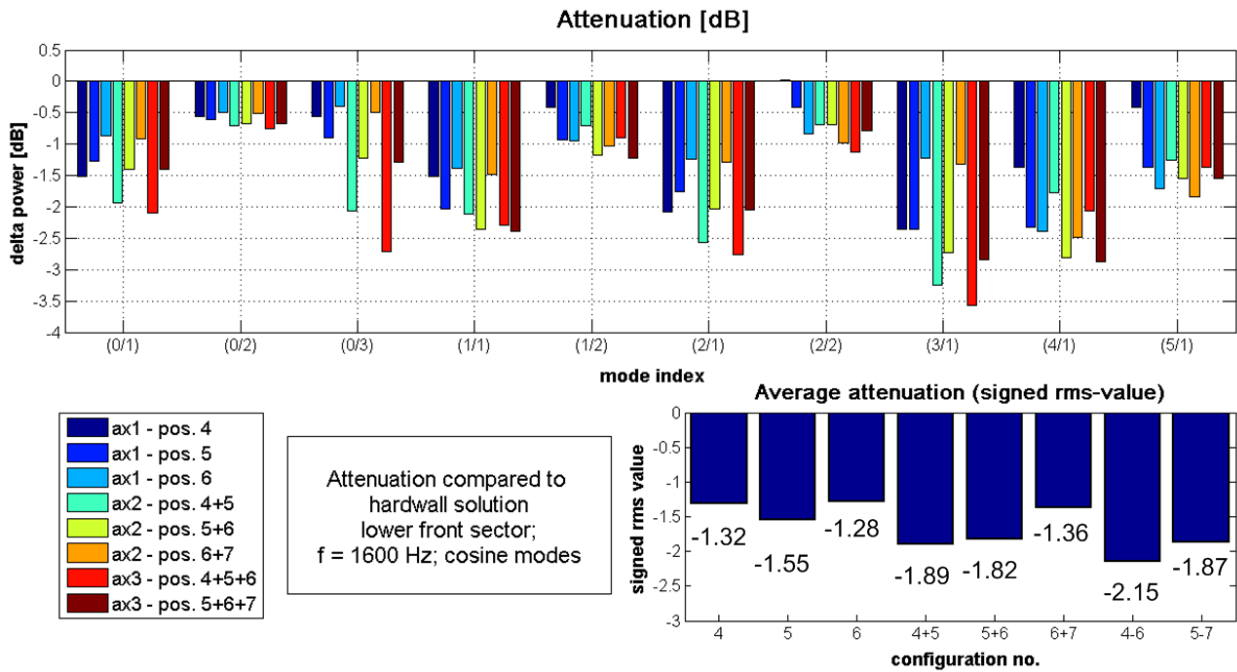 Attenuation [dB]
delta power [dB]
0.5
0
-0.5
-1
-1.5
-2
-2.5
-3
-3.5
-4
(0/1) (0/2) (0/3) (1/1) (1/2) (2/1) (2/2) (3/1) (4/1) (5/1)
mode index
ax1 - pos. 4
ax1 - pos. 5
ax1 - pos. 6
ax2 - pos. 4+5
ax2 - pos. 5+6
ax2 - pos. 6+7
ax3 - pos. 4+5+6
ax3 - pos. 5+6+7
Attenuation compared to
hardwall solution
lower front sector;
f = 1600 Hz; cosine modes
Average attenuation (signed rms-value)
signed rms value
0
-0.5
-1
-1.5
-2
-2.5
-3
-1.32
-1.55
-1.28
-1.89
-1.82
-1.36
-2.15
-1.87
4 5 6 4+5 5+6 6+7 4-6 5-7
configuration no.